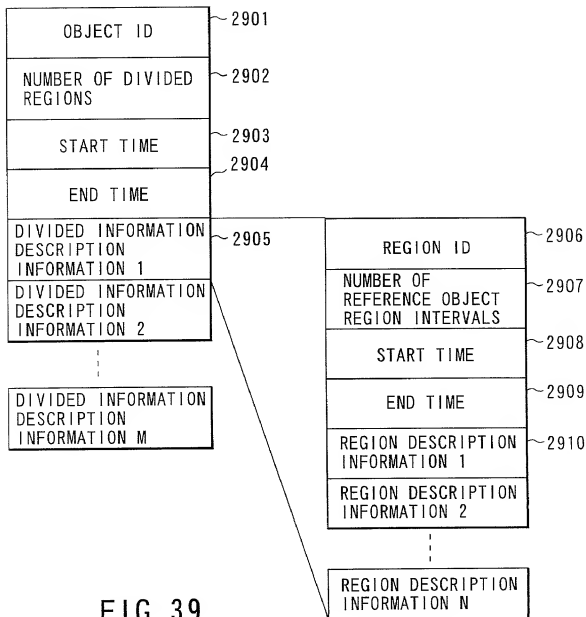 OBJECT ID
2901
NUMBER OF DIVIDED
REGIONS
2902
START TIME
2903
2904
END TIME
DIVIDED INFORMATION
DESCRIPTION
INFORMATION 1
2905
DIVIDED INFORMATION
DESCRIPTION
INFORMATION 2
DIVIDED INFORMATION
DESCRIPTION
INFORMATION M
REGION ID
2906
NUMBER OF
REFERENCE OBJECT
REGION INTERVALS
2907
START TIME
2908
END TIME
2909
REGION DESCRIPTION
INFORMATION 1
2910
REGION DESCRIPTION
INFORMATION 2
REGION DESCRIPTION
INFORMATION N
FIG. 39